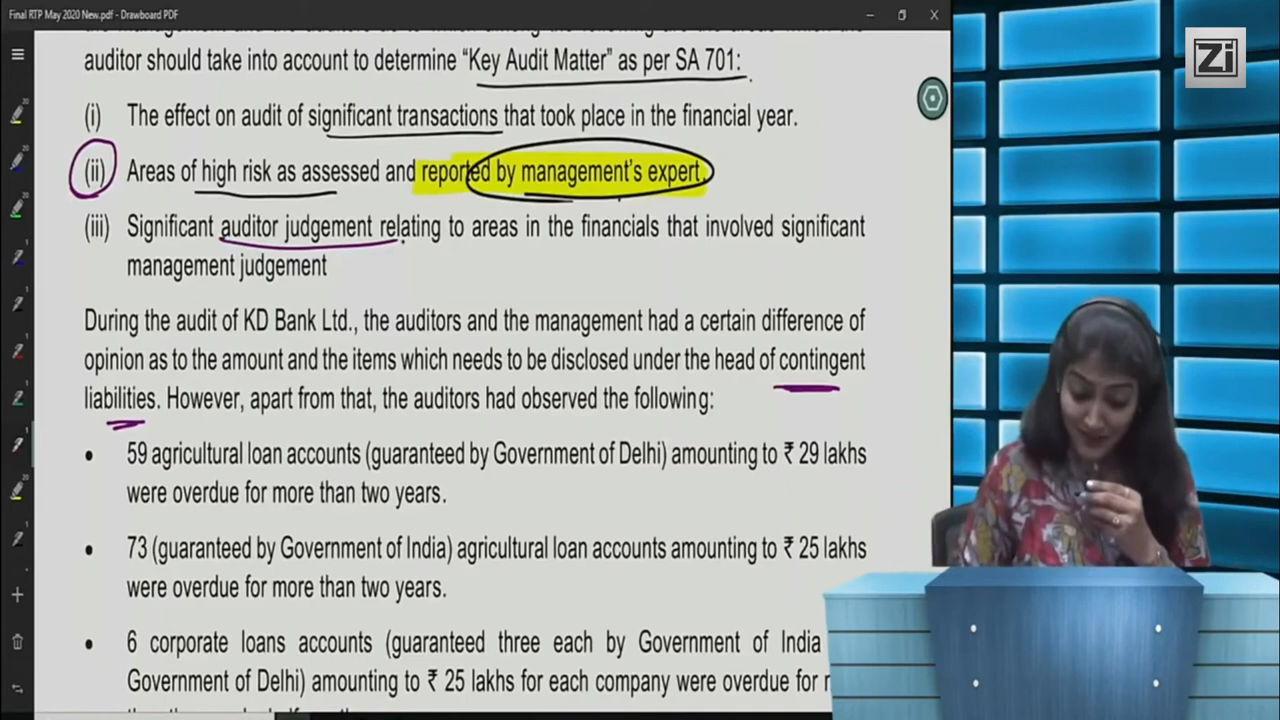 Final RTP May 2020 New.pdf - Drawboard PDF
Zi
auditor should take into account to determine “Key Audit Matter” as per SA 701:
(i) The effect on audit of significant transactions that took place in the financial year.
(ii) Areas of high risk as assessed and reported by management’s expert.
(iii) Significant auditor judgement relating to areas in the financials that involved significant
management judgement
During the audit of KD Bank Ltd., the auditors and the management had a certain difference of
opinion as to the amount and the items which needs to be disclosed under the head of contingent
liabilities. However, apart from that, the auditors had observed the following:
• 59 agricultural loan accounts (guaranteed by Government of Delhi) amounting to ₹ 29 lakhs
were overdue for more than two years.
• 73 (guaranteed by Government of India) agricultural loan accounts amounting to ₹ 25 lakhs
were overdue for more than two years.
• 6 corporate loans accounts (guaranteed three each by Government of India
Government of Delhi) amounting to ₹ 25 lakhs for each company were overdue for